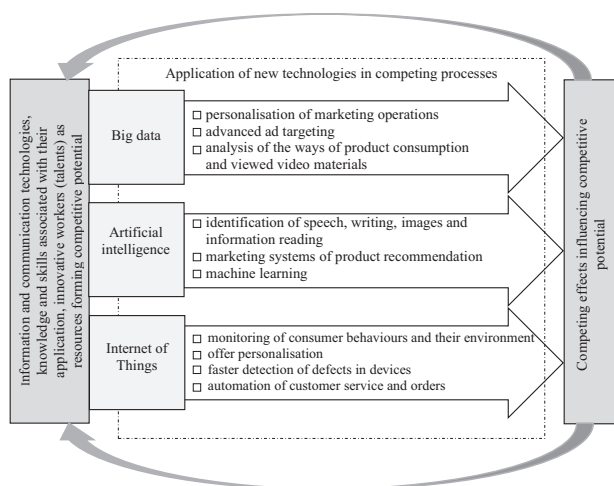 Application of new technologies in competing processes
Information and communication technologies,
knowledge and skills associated with their
application, innovative workers (talents) as
resources forming competitive potential
Big data
☐ personalisation of marketing operations
☐ advanced ad targeting
☐ analysis of the ways of product consumption
and viewed video materials
Artificial
intelligence
☐ identification of speech, writing, images and
information reading
☐ marketing systems of product recommendation
☐ machine learning
Internet of
Things
☐ monitoring of consumer behaviours and their environment
☐ offer personalisation
☐ faster detection of defects in devices
☐ automation of customer service and orders
Competing effects influencing competitive
potential